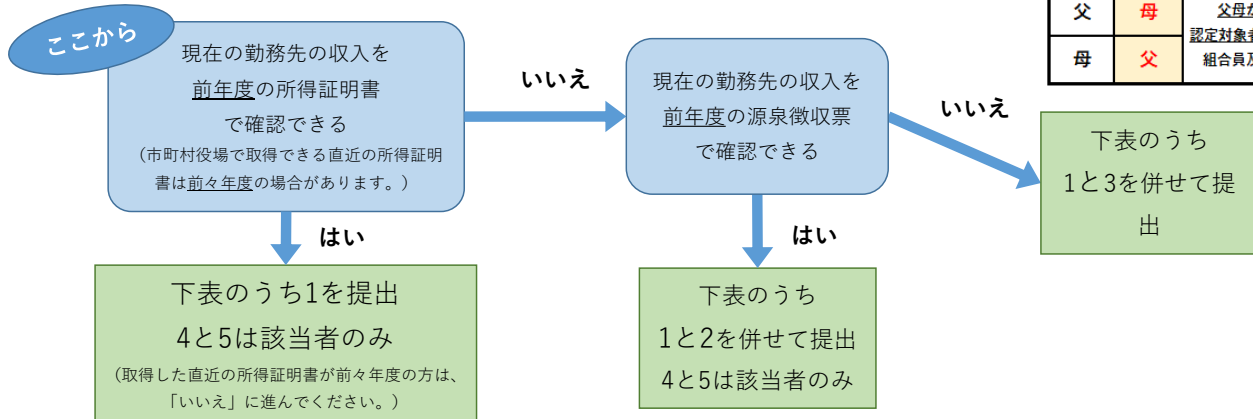 ここから
現在の勤務先の収入を
前年度の所得証明書
で確認できる
(市町村役場で取得できる直近の所得証明
書は前々年度の場合があります。)
いいえ
現在の勤務先の収入を
前年度の源泉徴収票
で確認できる
いいえ
父 母 父母
認定対象
母 父 組合員
下表のうち
1と3を併せて提
出
はい
はい
下表のうち1を提出
4と5は該当者のみ
(取得した直近の所得証明書が前々年度の方は、
「いいえ」に進んでください。)
下表のうち
1と2を併せて提出
4と5は該当者のみ